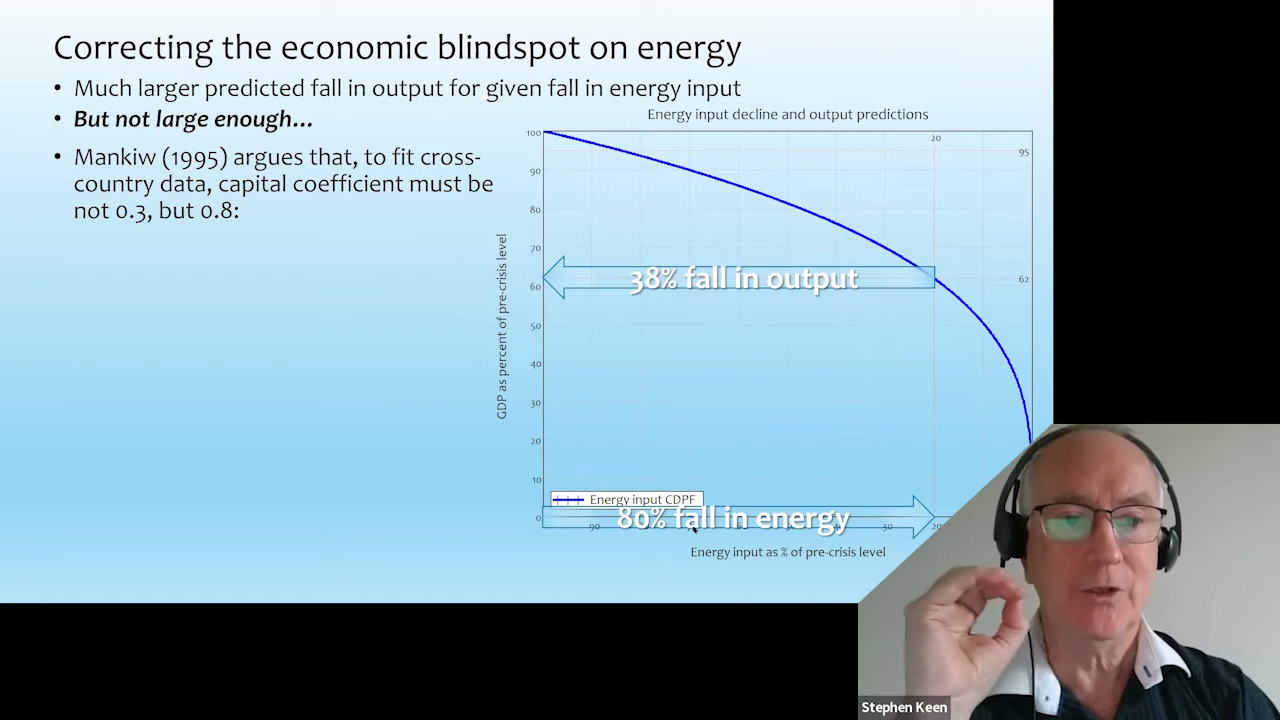 Correcting the economic blindspot on energy
• Much larger predicted fall in output for given fall in energy input
• But not large enough...
• Mankiw (1995) argues that, to fit cross-
country data, capital coefficient must be
not 0.3, but 0.8:
Energy input decline and output predictions
100
20
95
90
80
70
38% fall in output
62
60
50
40
30
20
10
GDP as percent of pre-crisis level
Energy input CDPF
0
80% fall in energy
90
30
20
Energy input as % of pre-crisis level
Stephen Keen